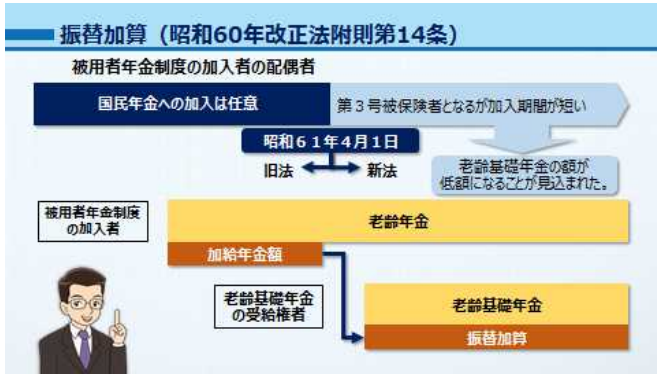 振替加算（昭和60年改正法附則第14条）
被用者年金制度の加入者の配偶者
国民年金への加入は任意
第３号被保険者となるが加入期間が短い
昭和６１年４月１日
旧法
新法
老齢基礎年金の額が
低額になることが見込まれた。
被用者年金制度
の加入者
老齢年金
加給年金額
老齢基礎年金
の受給権者
老齢基礎年金
振替加算